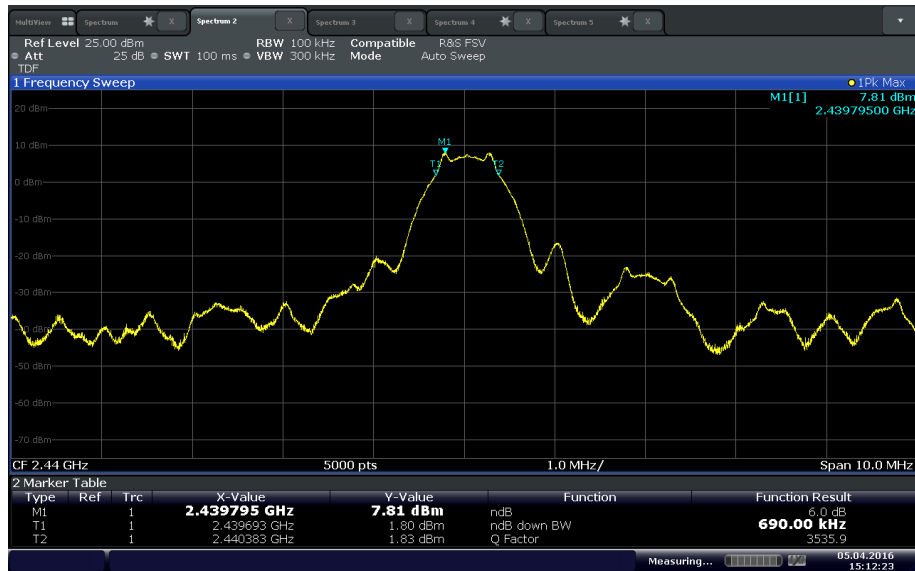 MultiView Spectrum X Spectrum 2 X Spectrum 3 X Spectrum 4 X Spectrum 5 X
Ref Level 25.00 dBm RBW 100 kHz Compatible R&S FSV
Att 25 dB SWT 100 ms VBW 300 kHz Mode Auto Sweep
TDF
1 Frequency Sweep 1Pk Max
M1[1] 7.81 dBm
2.43979500 GHz
20 dBm
10 dBm
M1
T1 T2
0 dBm
-10 dBm
-20 dBm
-30 dBm
-50 dBm
-60 dBm
-70 dBm
CF 2.44 GHz 5000 pts 1.0 MHz/ Span 10.0 MHz
2 Marker Table
Type Ref Trc X-Value Y-Value Function Function Result
M1 1 2.439795 GHz 7.81 dBm ndB 6.0 dB
T1 1 2.439693 GHz 1.80 dBm ndB down BW 690.00 kHz
T2 1 2.440383 GHz 1.83 dBm Q Factor 3535.9
Measuring... 05.04.2016
15:12:23